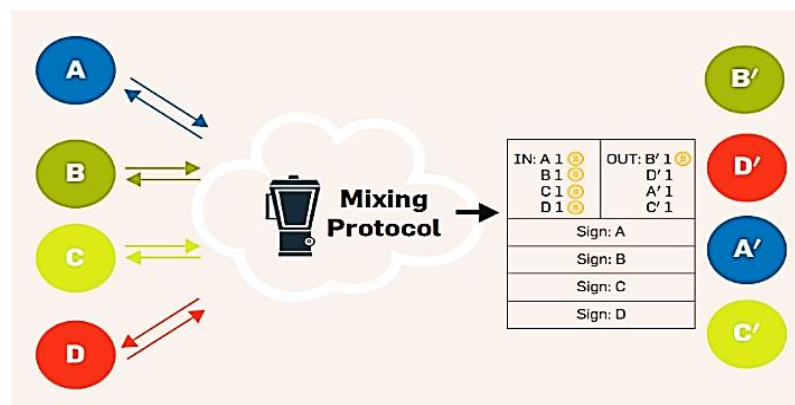 A
B
C
D
Mixing
Protocol
IN: A 1 B
B 1 B
C 1 B
D 1 B
OUT: B' 1 B
D' 1
A' 1
C' 1
Sign: A
Sign: B
Sign: C
Sign: D
B'
D'
A'
C'